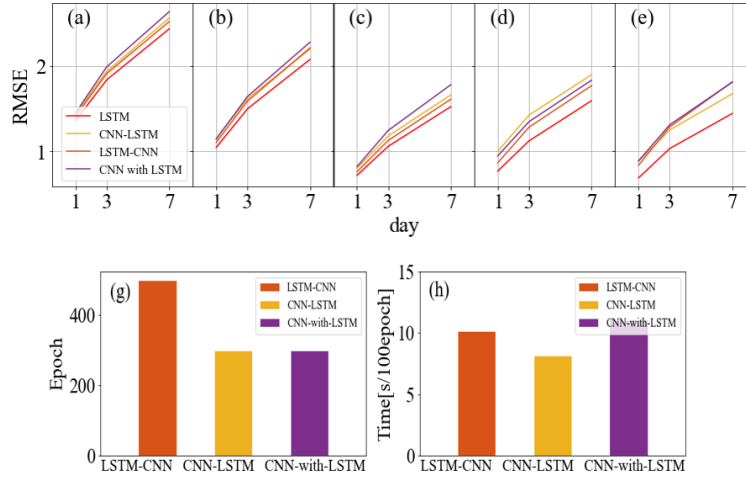 (a)
(b)
(c)
(d)
(e)
RMSE
2
1
LSTM
CNN-LSTM
LSTM-CNN
CNN with LSTM
1 3 7
1 3 7
1 3 7
1 3 7
1 3 7
day
(g)
Epoch
400
200
0
LSTM-CNN
CNN-LSTM
CNN-with-LSTM
LSTM-CNN CNN-LSTM CNN-with-LSTM
(h)
Time[s/100epoch]
15
10
5
0
LSTM-CNN
CNN-LSTM
CNN-with-LSTM
LSTM-CNN CNN-LSTM CNN-with-LSTM